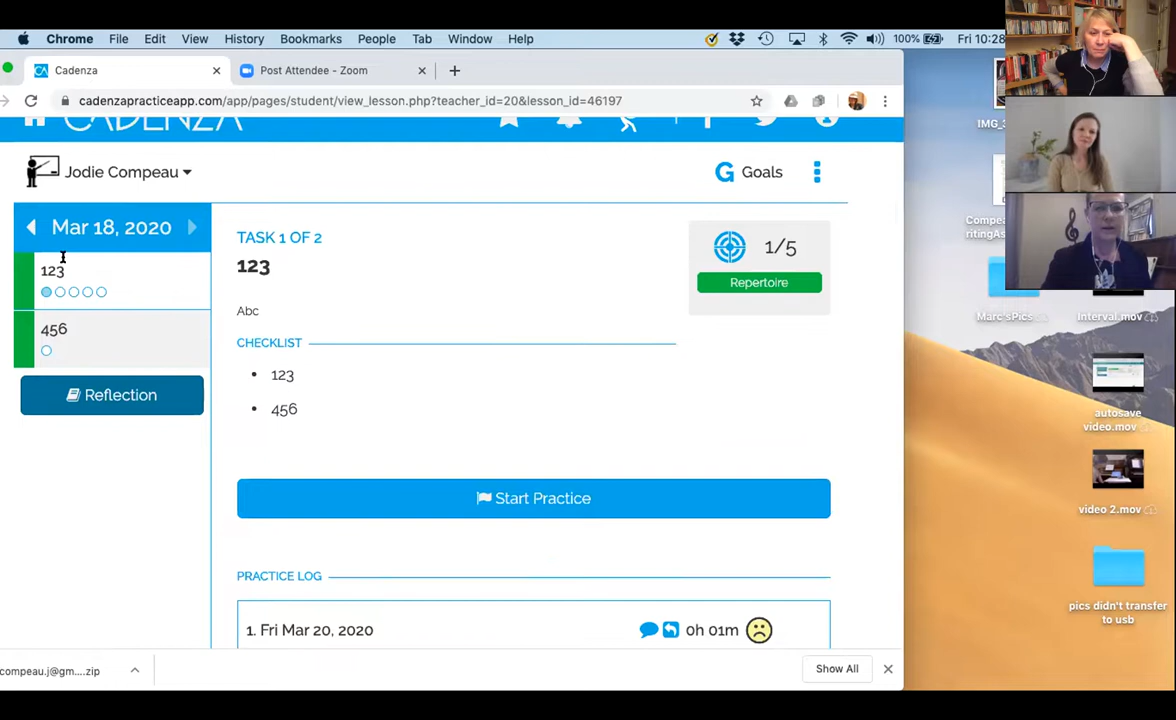 Chrome File Edit View History Bookmarks People Tab Window Help 100% Fri 10:28
Cadenza
Post Attendee - Zoom
cadenzapracticeapp.com/app/pages/student/view_lesson.php?teacher_id=20&lesson_id=46197
CADENZA
Jodie Compeau
G Goals
Mar 18, 2020
123
456
Reflection
TASK 1 OF 2
123
1/5
Repertoire
Abc
CHECKLIST
• 123
• 456
Start Practice
PRACTICE LOG
1. Fri Mar 20, 2020
0h 01m
compeau.j@gm....zip
Show All
IMG_3
Compea
ritingAs
Marc'sPics
Interval.mov
autosave
video.mov
video 2.mov
pics didn't transfer
to usb